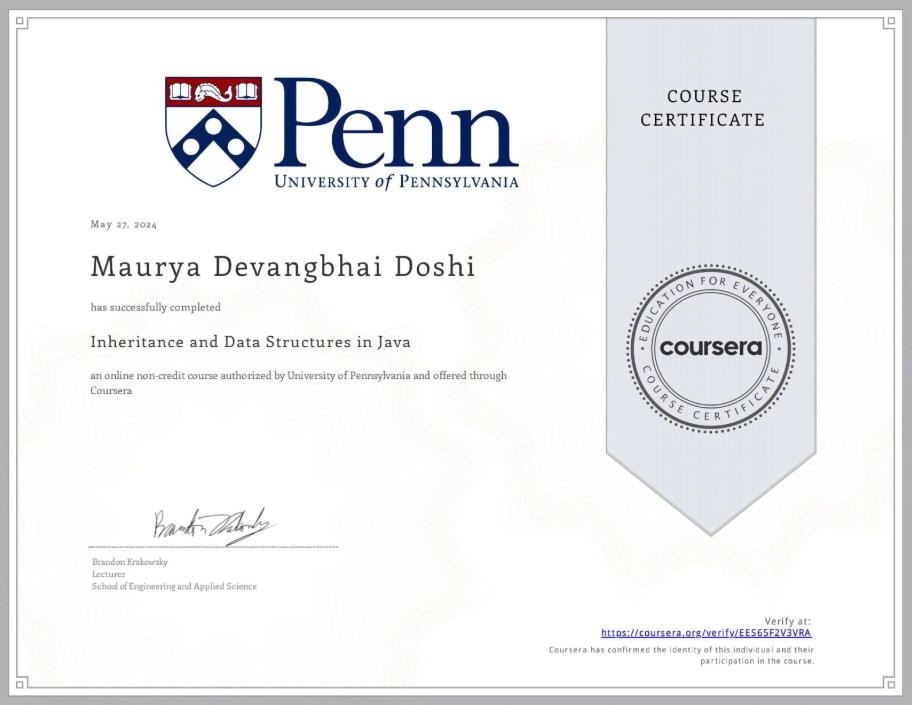 Penn
UNIVERSITY of PENNSYLVANIA
COURSE
CERTIFICATE
May 27, 2024
Maurya Devangbhai Doshi
has successfully completed
Inheritance and Data Structures in Java
an online non-credit course authorized by University of Pennsylvania and offered through
Coursera
EDUCATION FOR EVERYONE
coursera
COURSE CERTIFICATE
Brandon Krakowsky
Lecturer
School of Engineering and Applied Science
Verify at:
https://coursera.org/verify/EES65F2V3VRA
Coursera has confirmed the identity of this individual and their
participation in the course.